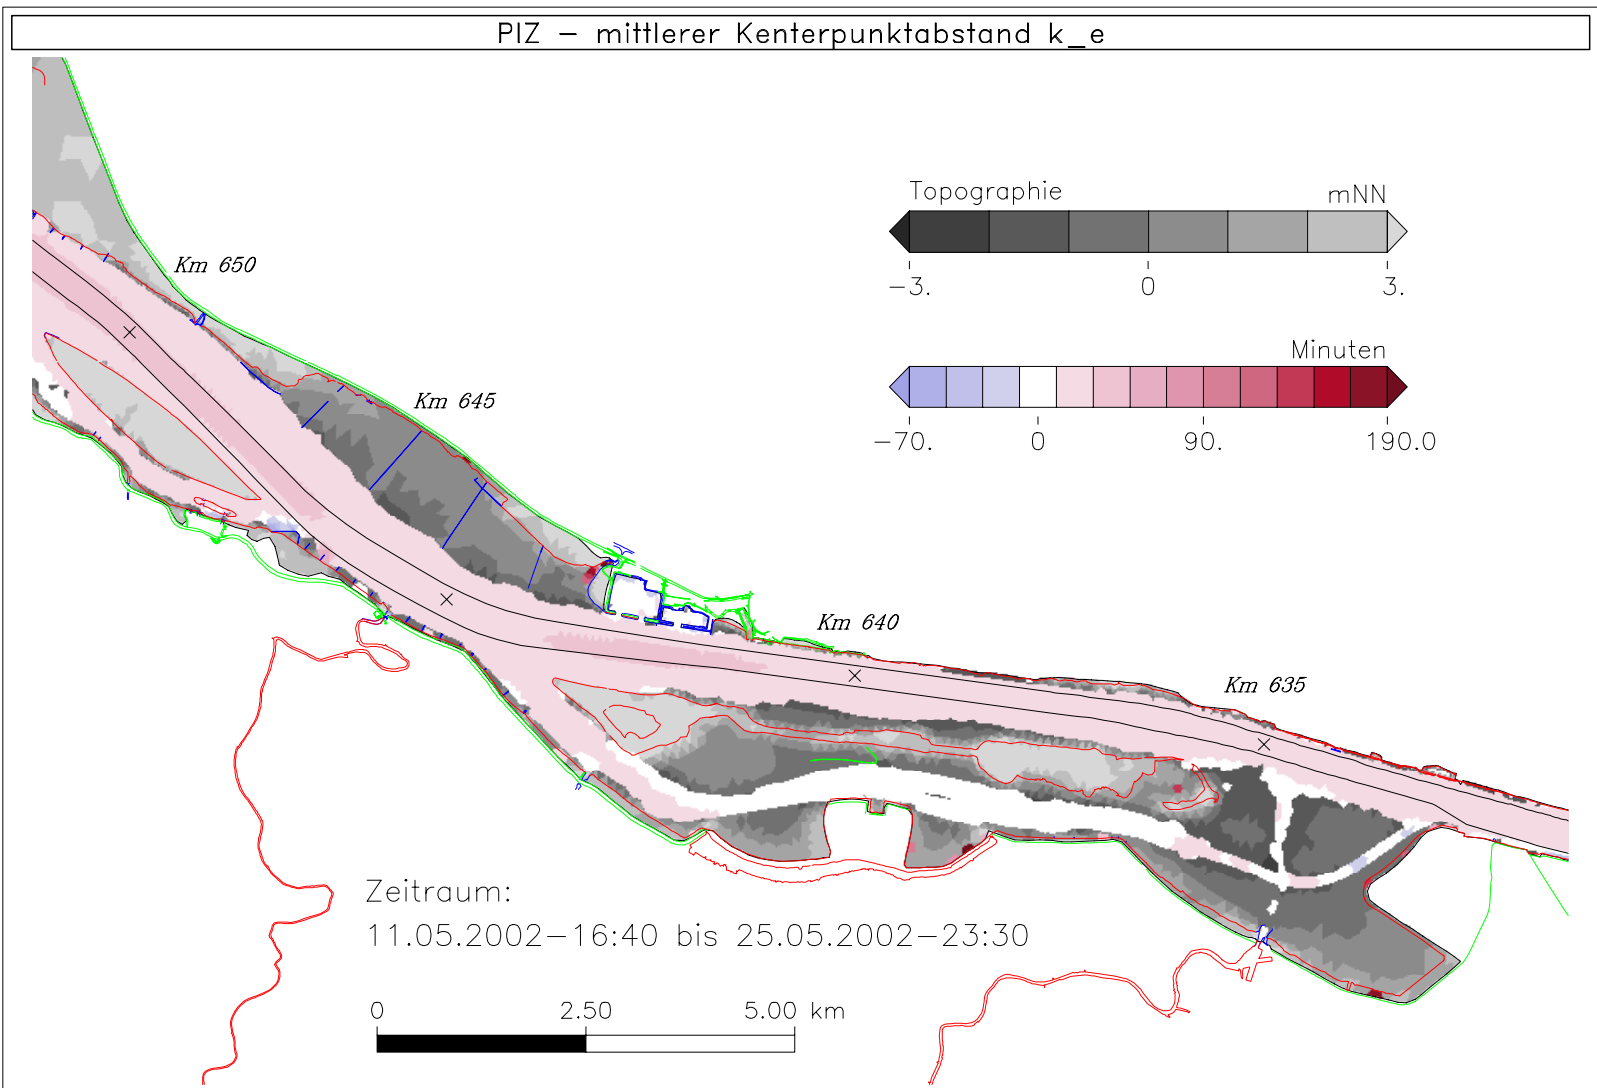 PIZ - mittlerer Kenterpunktabstand k_e
Topographie mNN
-3. 0 3.
Km 650
Minuten
Km 645
-70. 0 90. 190.0
Km 640
Km 635
Zeitraum:
11.05.2002-16:40 bis 25.05.2002-23:30
0 2.50 5.00 km